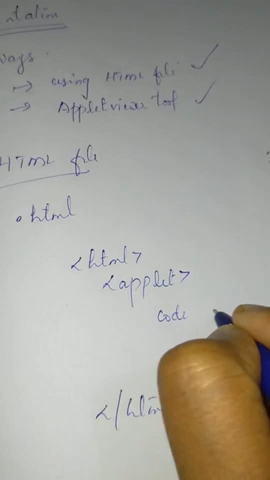 ways
→ using Html file ✓
→ Appletviewer tool ✓
HTML file
.html
<html>
<applet>
code
</htm